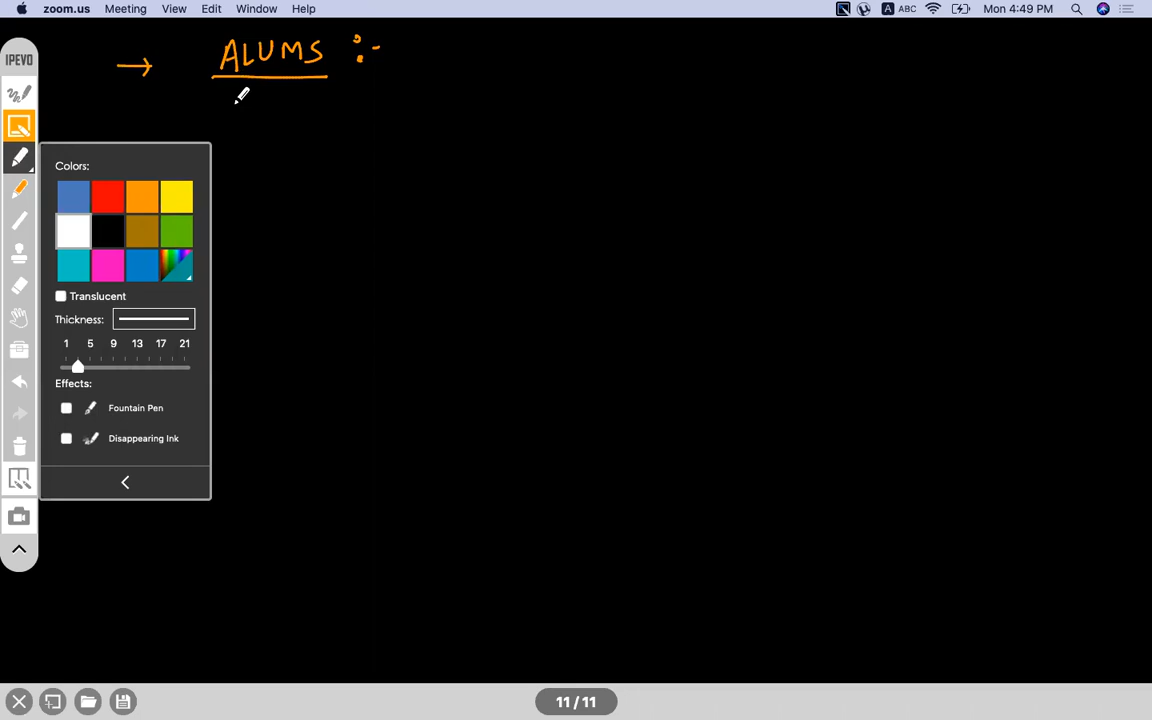 zoom.us Meeting View Edit Window Help A ABC Mon 4:49 PM
→ ALUMS :-
IPEVO
Colors:
Translucent
Thickness:
1 5 9 13 17 21
Effects:
Fountain Pen
Disappearing Ink
11 / 11